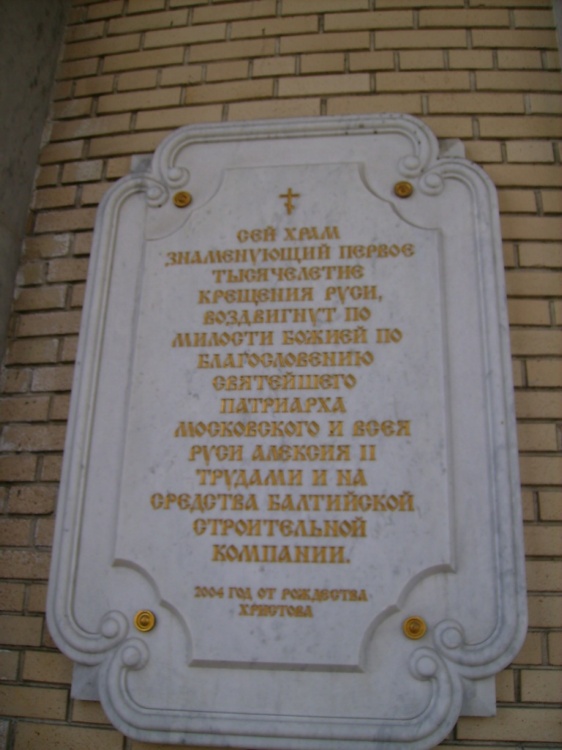 СЕЙ ХРАМ
ЗНАМЕНУЮЩИЙ ПЕРВОЕ
ТЫСЯЧЕЛЕТИЕ
КРЕЩЕНИЯ РУСИ,
ВОЗДВИГНУТ ПО
МИЛОСТИ БОЖИЕЙ ПО
БЛАГОСЛОВЕНИЮ
СВЯТЕЙШЕГО
ПАТРИАРХА
МОСКОВСКОГО И ВСЕЯ
РУСИ АЛЕКСИЯ II
ТРУДАМИ И НА
СРЕДСТВА БАЛТИЙСКОЙ
СТРОИТЕЛЬНОЙ
КОМПАНИИ.
2004 ГОД ОТ РОЖДЕСТВА
ХРИСТОВА